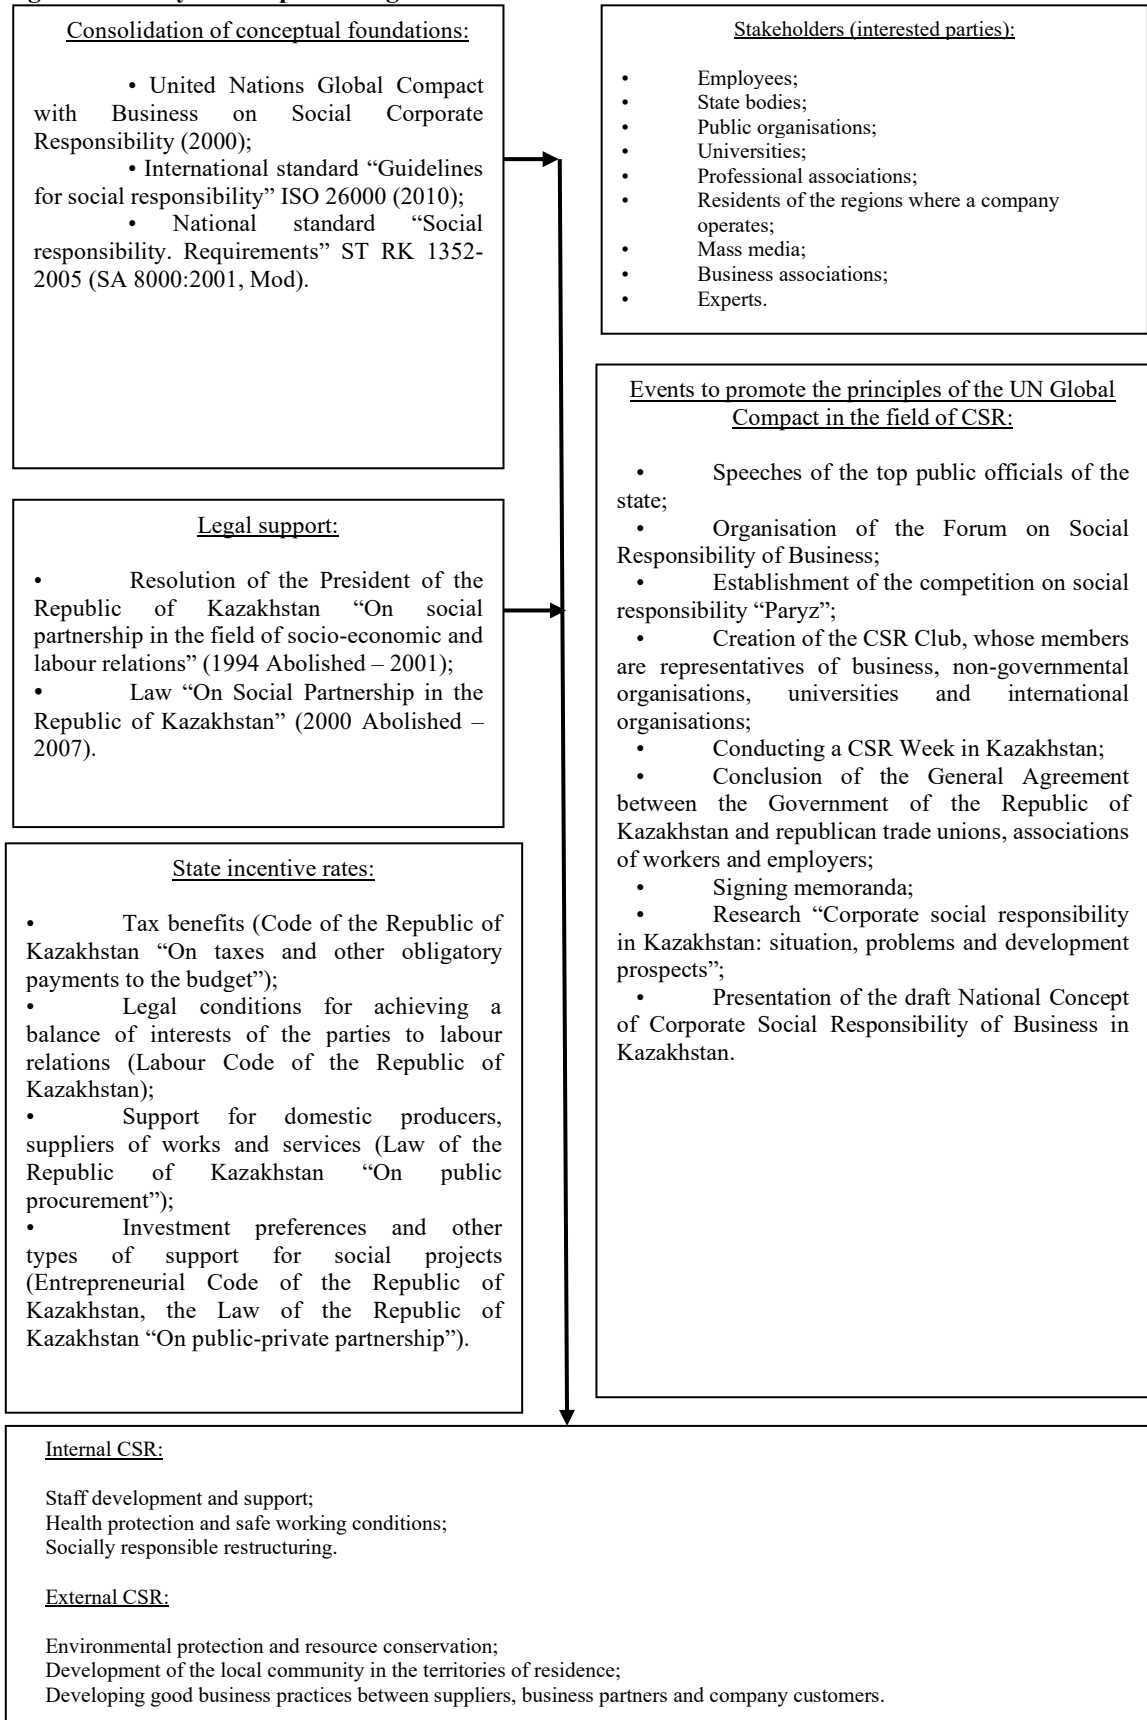 Consolidation of conceptual foundations:
• United Nations Global Compact
with Business on Social Corporate
Responsibility (2000);
• International standard “Guidelines
for social responsibility” ISO 26000 (2010);
• National standard “Social
responsibility. Requirements” ST RK 1352-
2005 (SA 8000:2001, Mod).
Legal support:
• Resolution of the President of the
Republic of Kazakhstan “On social
partnership in the field of socio-economic and
labour relations” (1994 Abolished – 2001);
• Law “On Social Partnership in the
Republic of Kazakhstan” (2000 Abolished –
2007).
State incentive rates:
• Tax benefits (Code of the Republic of
Kazakhstan “On taxes and other obligatory
payments to the budget”);
• Legal conditions for achieving a
balance of interests of the parties to labour
relations (Labour Code of the Republic of
Kazakhstan);
• Support for domestic producers,
suppliers of works and services (Law of the
Republic of Kazakhstan “On public
procurement”);
• Investment preferences and other
types of support for social projects
(Entrepreneurial Code of the Republic of
Kazakhstan, the Law of the Republic of
Kazakhstan “On public-private partnership”).
Stakeholders (interested parties):
• Employees;
• State bodies;
• Public organisations;
• Universities;
• Professional associations;
• Residents of the regions where a company
operates;
• Mass media;
• Business associations;
• Experts.
Events to promote the principles of the UN Global
Compact in the field of CSR:
• Speeches of the top public officials of the
state;
• Organisation of the Forum on Social
Responsibility of Business;
• Establishment of the competition on social
responsibility “Paryz”;
• Creation of the CSR Club, whose members
are representatives of business, non-governmental
organisations, universities and international
organisations;
• Conducting a CSR Week in Kazakhstan;
• Conclusion of the General Agreement
between the Government of the Republic of
Kazakhstan and republican trade unions, associations
of workers and employers;
• Signing memoranda;
• Research “Corporate social responsibility
in Kazakhstan: situation, problems and development
prospects”;
• Presentation of the draft National Concept
of Corporate Social Responsibility of Business in
Kazakhstan.
Internal CSR:
Staff development and support;
Health protection and safe working conditions;
Socially responsible restructuring.
External CSR:
Environmental protection and resource conservation;
Development of the local community in the territories of residence;
Developing good business practices between suppliers, business partners and company customers.